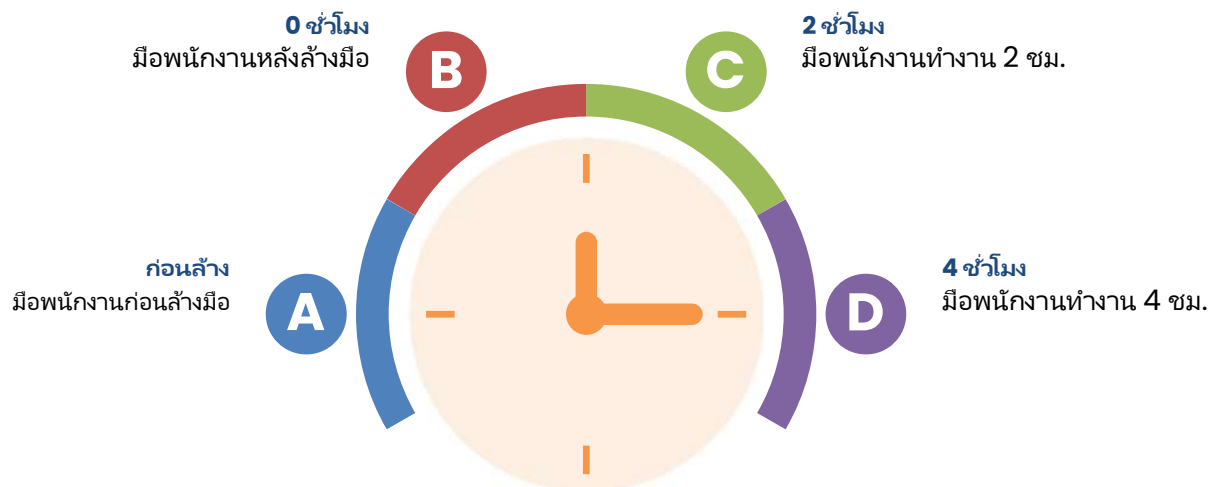 0 ชั่วโมง
มือพนักงานหลังล้างมือ
B
2 ชั่วโมง
มือพนักงานทำงาน 2 ชม.
C
ก่อนล้าง
มือพนักงานก่อนล้างมือ
A
4 ชั่วโมง
มือพนักงานทำงาน 4 ชม.
D